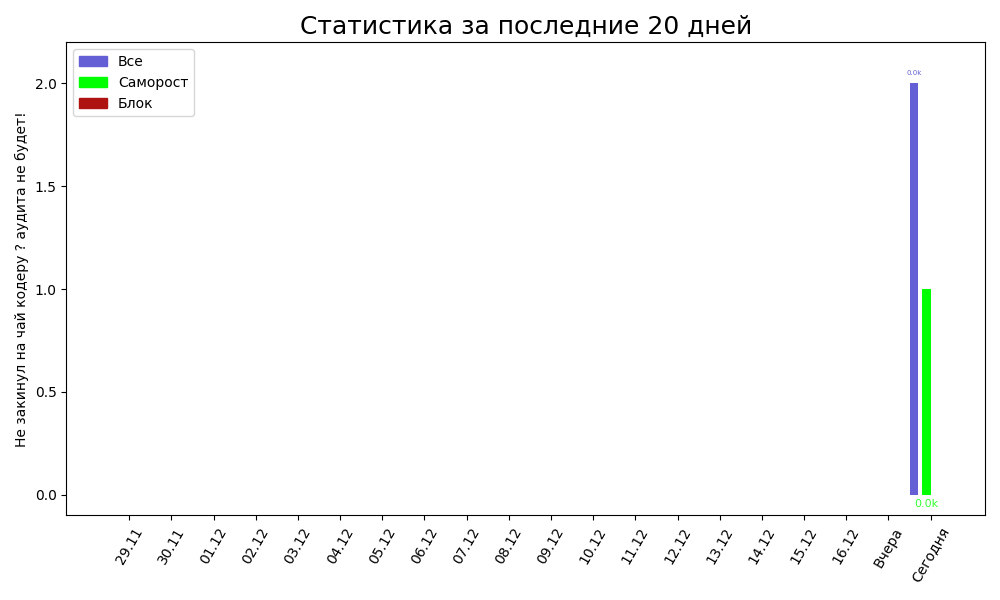 Статистика за последние 20 дней
Все
Саморост
Блок
Не закинул на чай кодеру ? аудита не будет!
2.0
1.5
1.0
0.5
0.0
0.0k
0.0k
29.11
30.11
01.12
02.12
03.12
04.12
05.12
06.12
07.12
08.12
09.12
10.12
11.12
12.12
13.12
14.12
15.12
16.12
Вчера
Сегодня